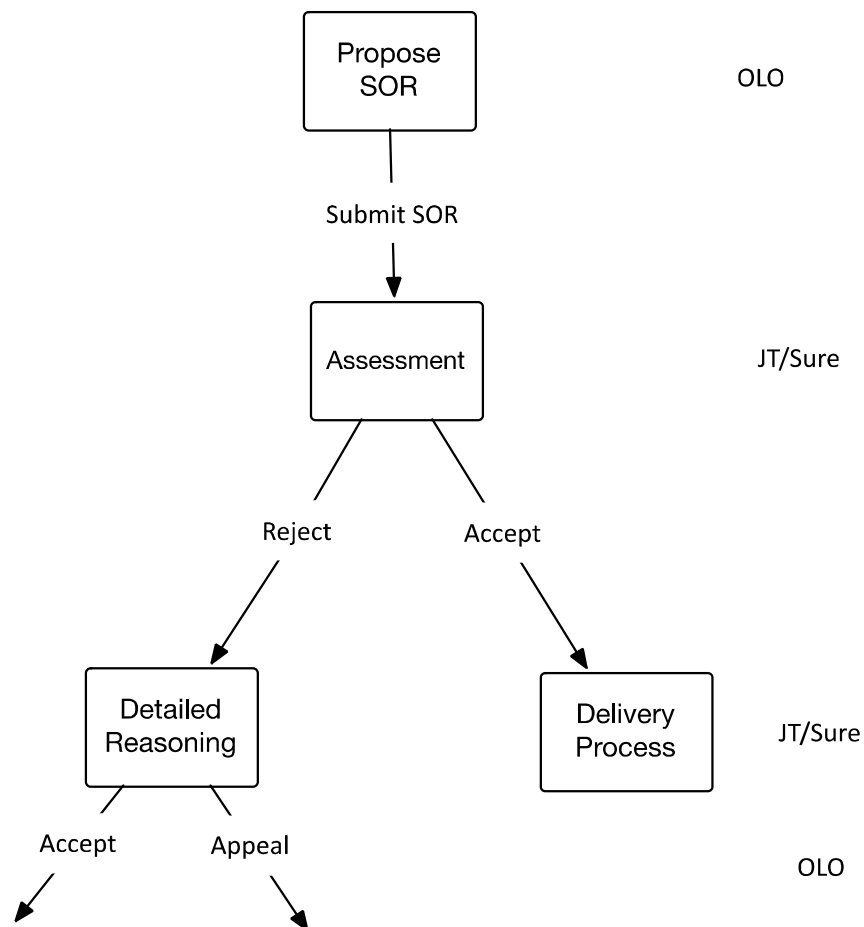 Propose
SOR
OLO
Submit SOR
Assessment
JT/Sure
Reject
Accept
Detailed
Reasoning
Delivery
Process
JT/Sure
Accept
Appeal
OLO